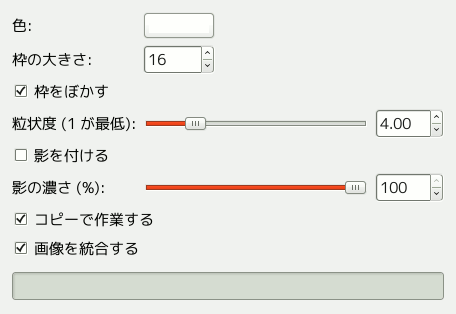 色:
枠の大きさ: 16
枠をぼかす
粒状度 (1 が最低): 4.00
影を付ける
影の濃さ (%): 100
コピーで作業する
画像を統合する